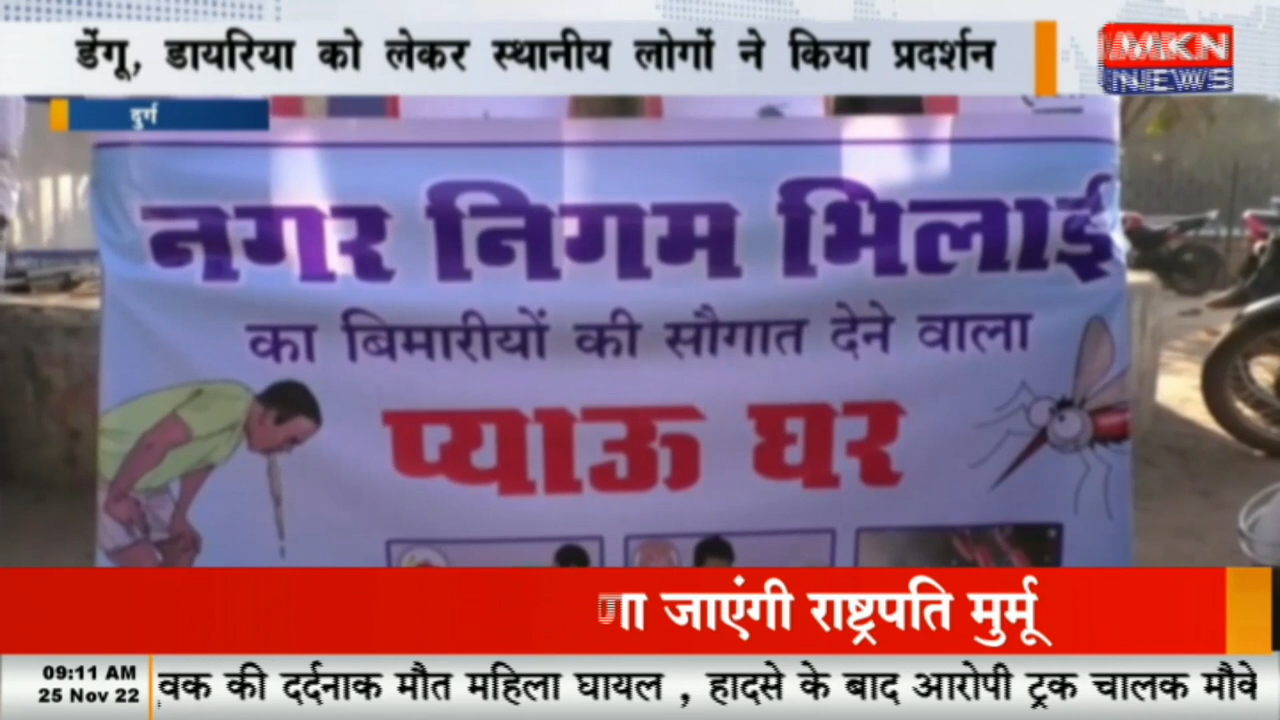 डेंगू, डायरिया को लेकर स्थानीय लोगों ने किया प्रदर्शन
MKN
NEWS
दुर्ग
नगर निगम भिलाई
का बिमारीयों की सौगात देने वाला
प्याऊ घर
जाएंगी राष्ट्रपति मुर्मू
09:11 AM
25 Nov 22
की दर्दनाक मौत महिला घायल , हादसे के बाद आरोपी ट्रक चालक मौवे